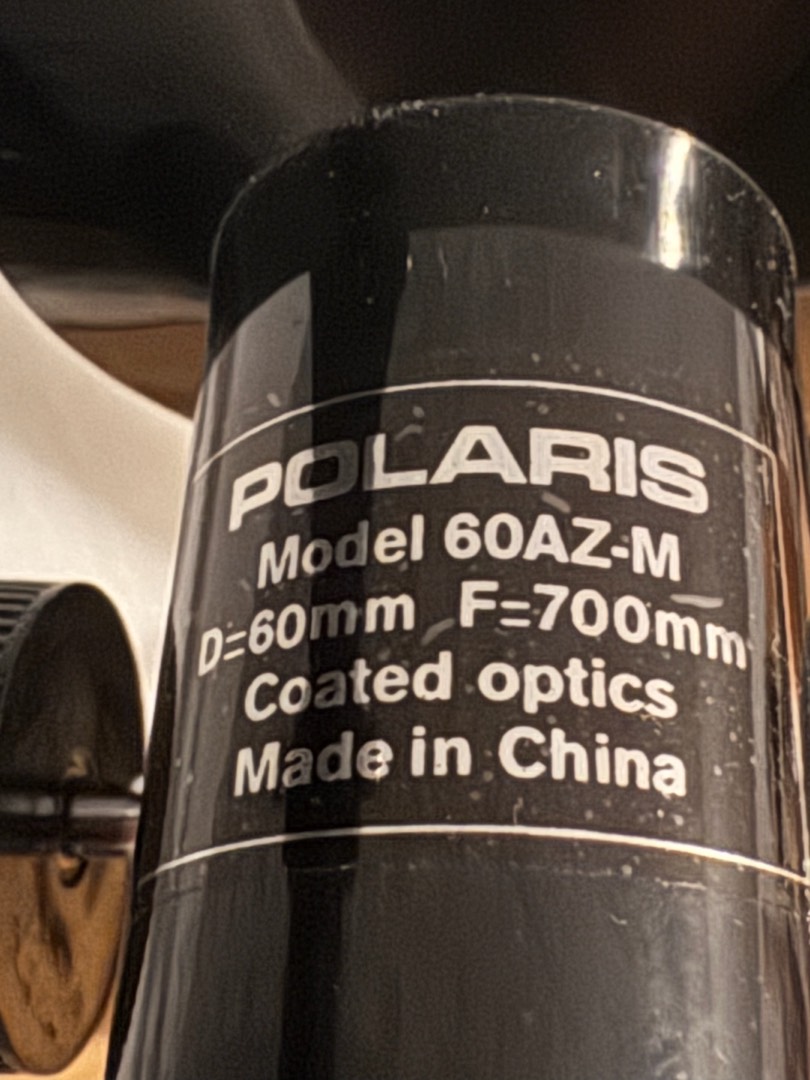 POLARIS
Model 60AZ-M
D=60mm F=700mm
Coated optics
Made in China